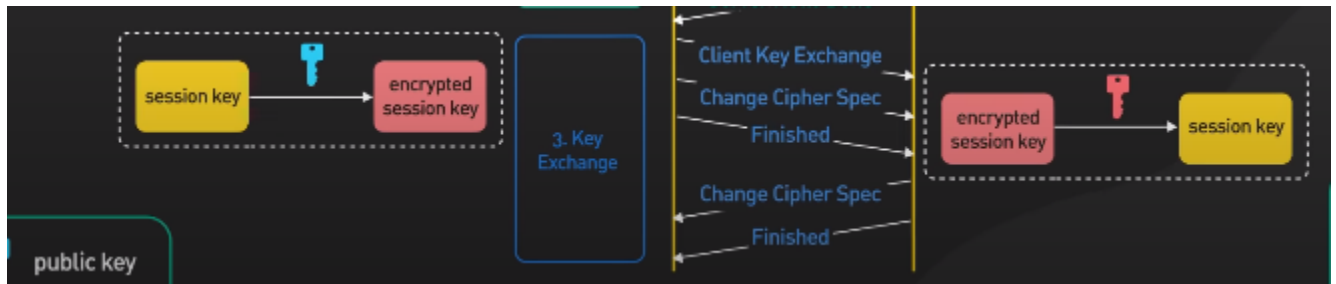 session key
encrypted
session key
3. Key
Exchange
Client Key Exchange
Change Cipher Spec
Finished
Change Cipher Spec
Finished
encrypted
session key
session key
public key